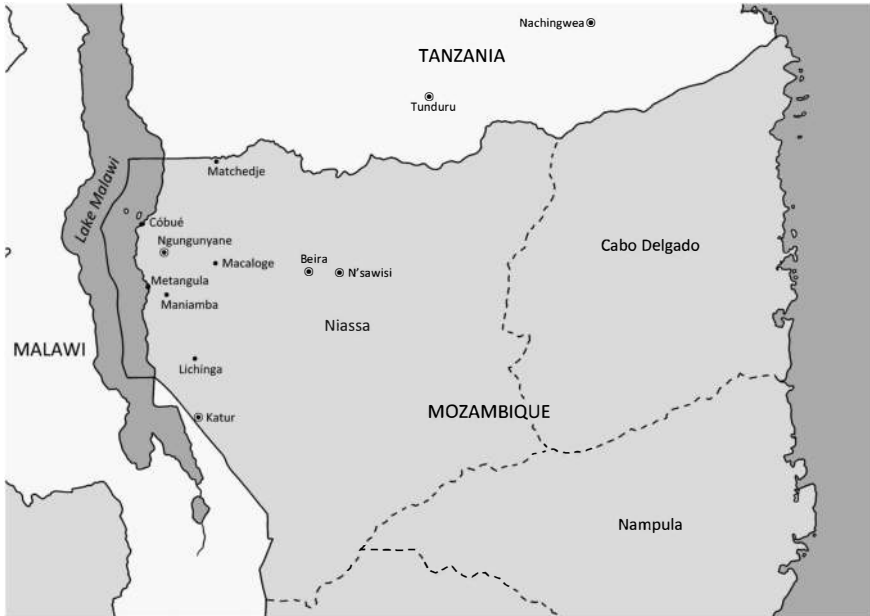 Nachingwea
TANZANIA
Tunduru
Matchedje
Lake Malawi
Cóbué
Ngungunyane
Cabo Delgado
Beira
Macaloge
N'sawisi
Metangula
Maniamba
Niassa
MALAWI
Lichinga
MOZAMBIQUE
Katur
Nampula